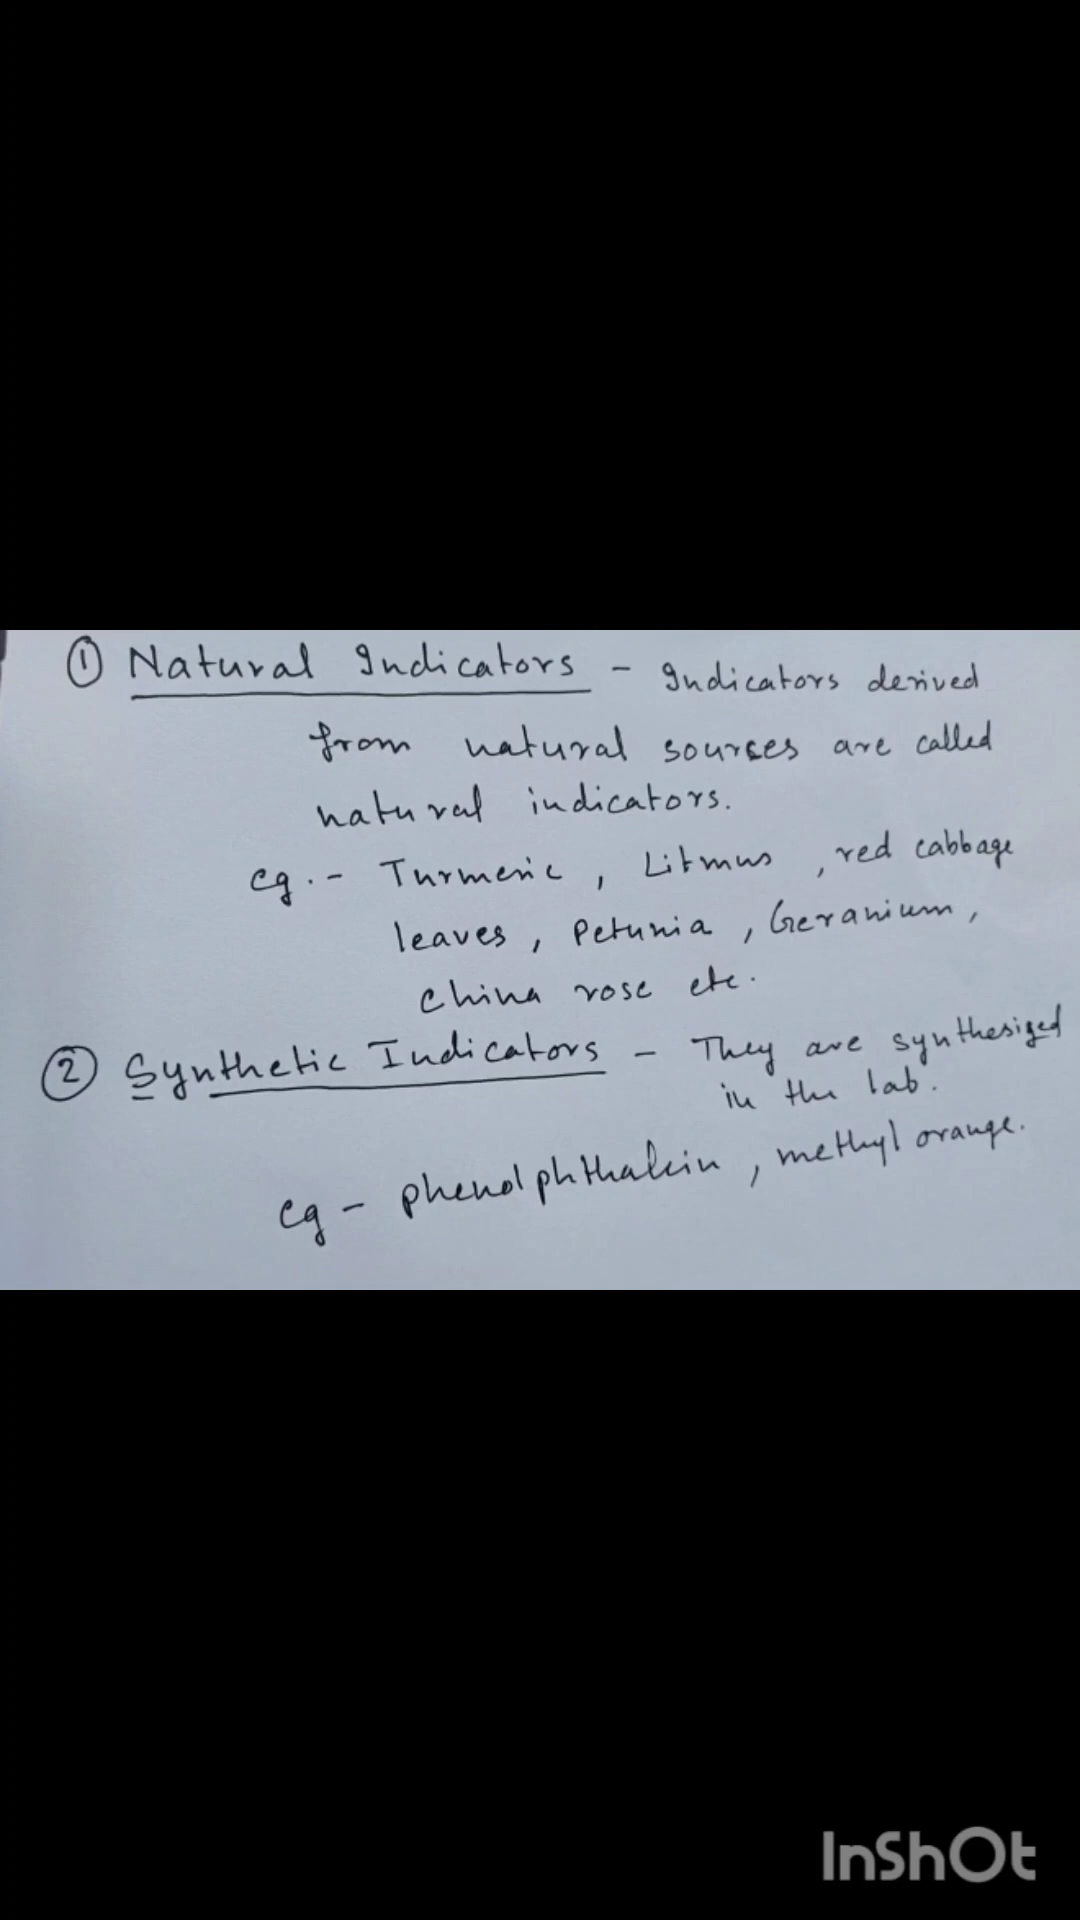 ① Natural Indicators - Indicators derived
from natural sources are called
natural indicators.
eg.- Turmeric, Litmus, red cabbage
leaves, Petunia, Geranium,
China rose etc.
② Synthetic Indicators - They are synthesized
in the lab.
eg- phenolphthalein, methyl orange.
InShOt